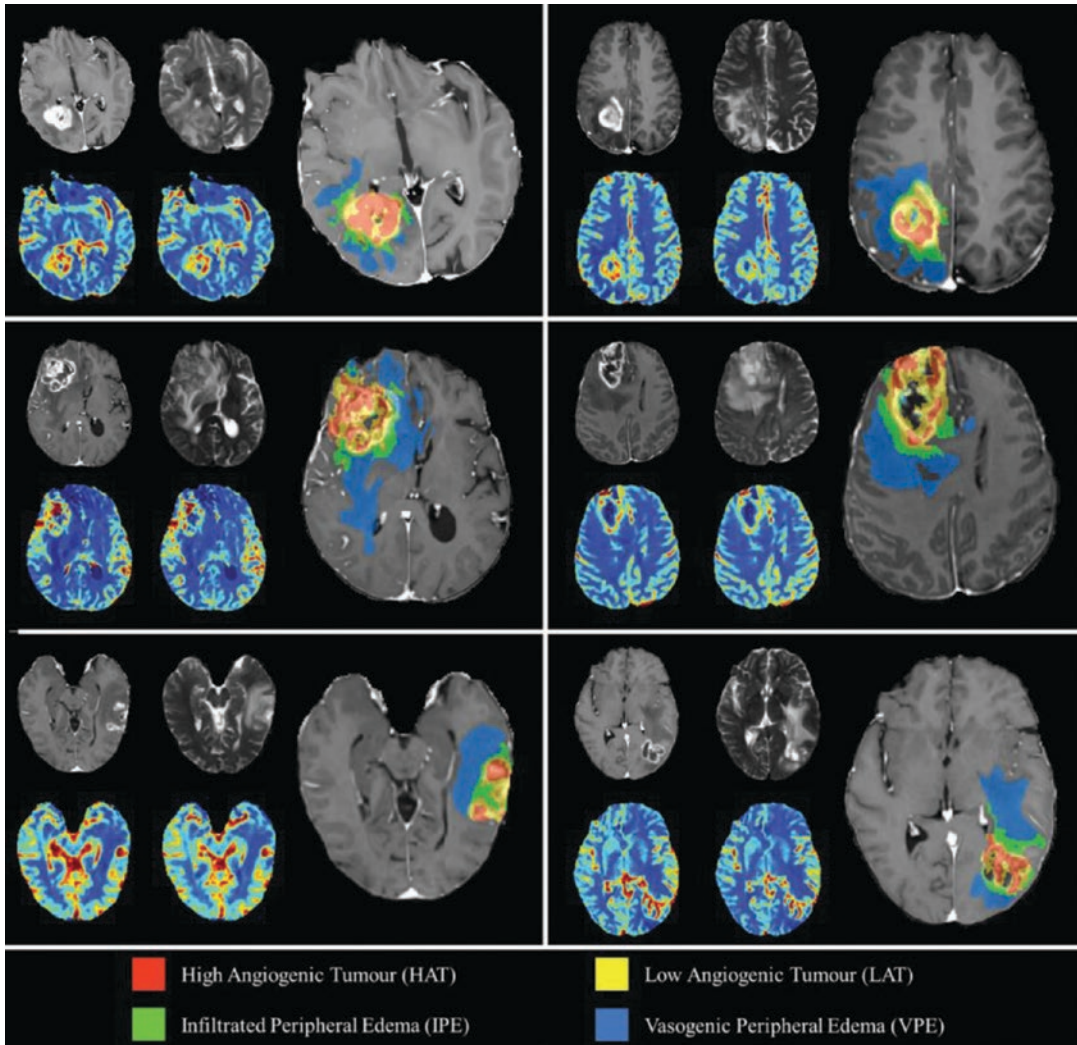 High Angiogenic Tumour (HAT)
Low Angiogenic Tumour (LAT)
Infiltrated Peripheral Edema (IPE)
Vasogenic Peripheral Edema (VPE)